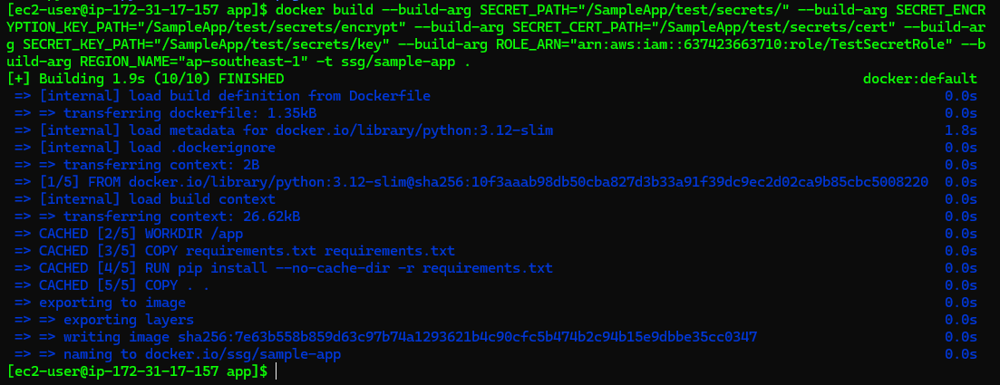 [ec2-user@ip-172-31-17-157 app]$ docker build --build-arg SECRET_PATH="/SampleApp/test/secrets/" --build-arg SECRET_ENCR
YPTION_KEY_PATH="/SampleApp/test/secrets/encrypt" --build-arg SECRET_CERT_PATH="/SampleApp/test/secrets/cert" --build-ar
g SECRET_KEY_PATH="/SampleApp/test/secrets/key" --build-arg ROLE_ARN="arn:aws:iam::637423663710:role/TestSecretRole" --b
uild-arg REGION_NAME="ap-southeast-1" -t ssg/sample-app .
[+] Building 1.9s (10/10) FINISHED docker:default
=> [internal] load build definition from Dockerfile 0.0s
=> => transferring dockerfile: 1.35kB 0.0s
=> [internal] load metadata for docker.io/library/python:3.12-slim 1.8s
=> [internal] load .dockerignore 0.0s
=> => transferring context: 2B 0.0s
=> [1/5] FROM docker.io/library/python:3.12-slim@sha256:10f3aaab98db50cba827d3b33a91f39dc9ec2d02ca9b85cbc5008220 0.0s
=> [internal] load build context 0.0s
=> => transferring context: 26.62kB 0.0s
=> CACHED [2/5] WORKDIR /app 0.0s
=> CACHED [3/5] COPY requirements.txt requirements.txt 0.0s
=> CACHED [4/5] RUN pip install --no-cache-dir -r requirements.txt 0.0s
=> CACHED [5/5] COPY . . 0.0s
=> exporting to image 0.0s
=> => exporting layers 0.0s
=> => writing image sha256:7e63b558b859d63c97b74a1293621b4c90cfc5b474b2c94b15e9dbbe35cc0347 0.0s
=> => naming to docker.io/ssg/sample-app 0.0s
[ec2-user@ip-172-31-17-157 app]$